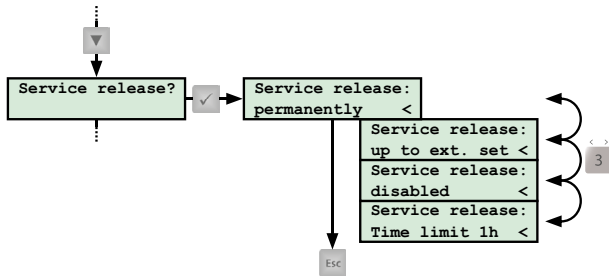 Service release?
Service release:
permanently <
Service release:
up to ext. set <
Service release:
disabled <
Service release:
Time limit 1h <
< >
3
Esc